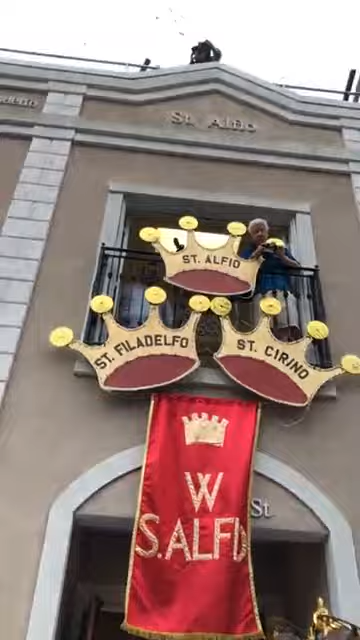 St. Alfio
ST. ALFIO
ST. FILADELFO
ST. CIRINO
W
S.ALFIO
St